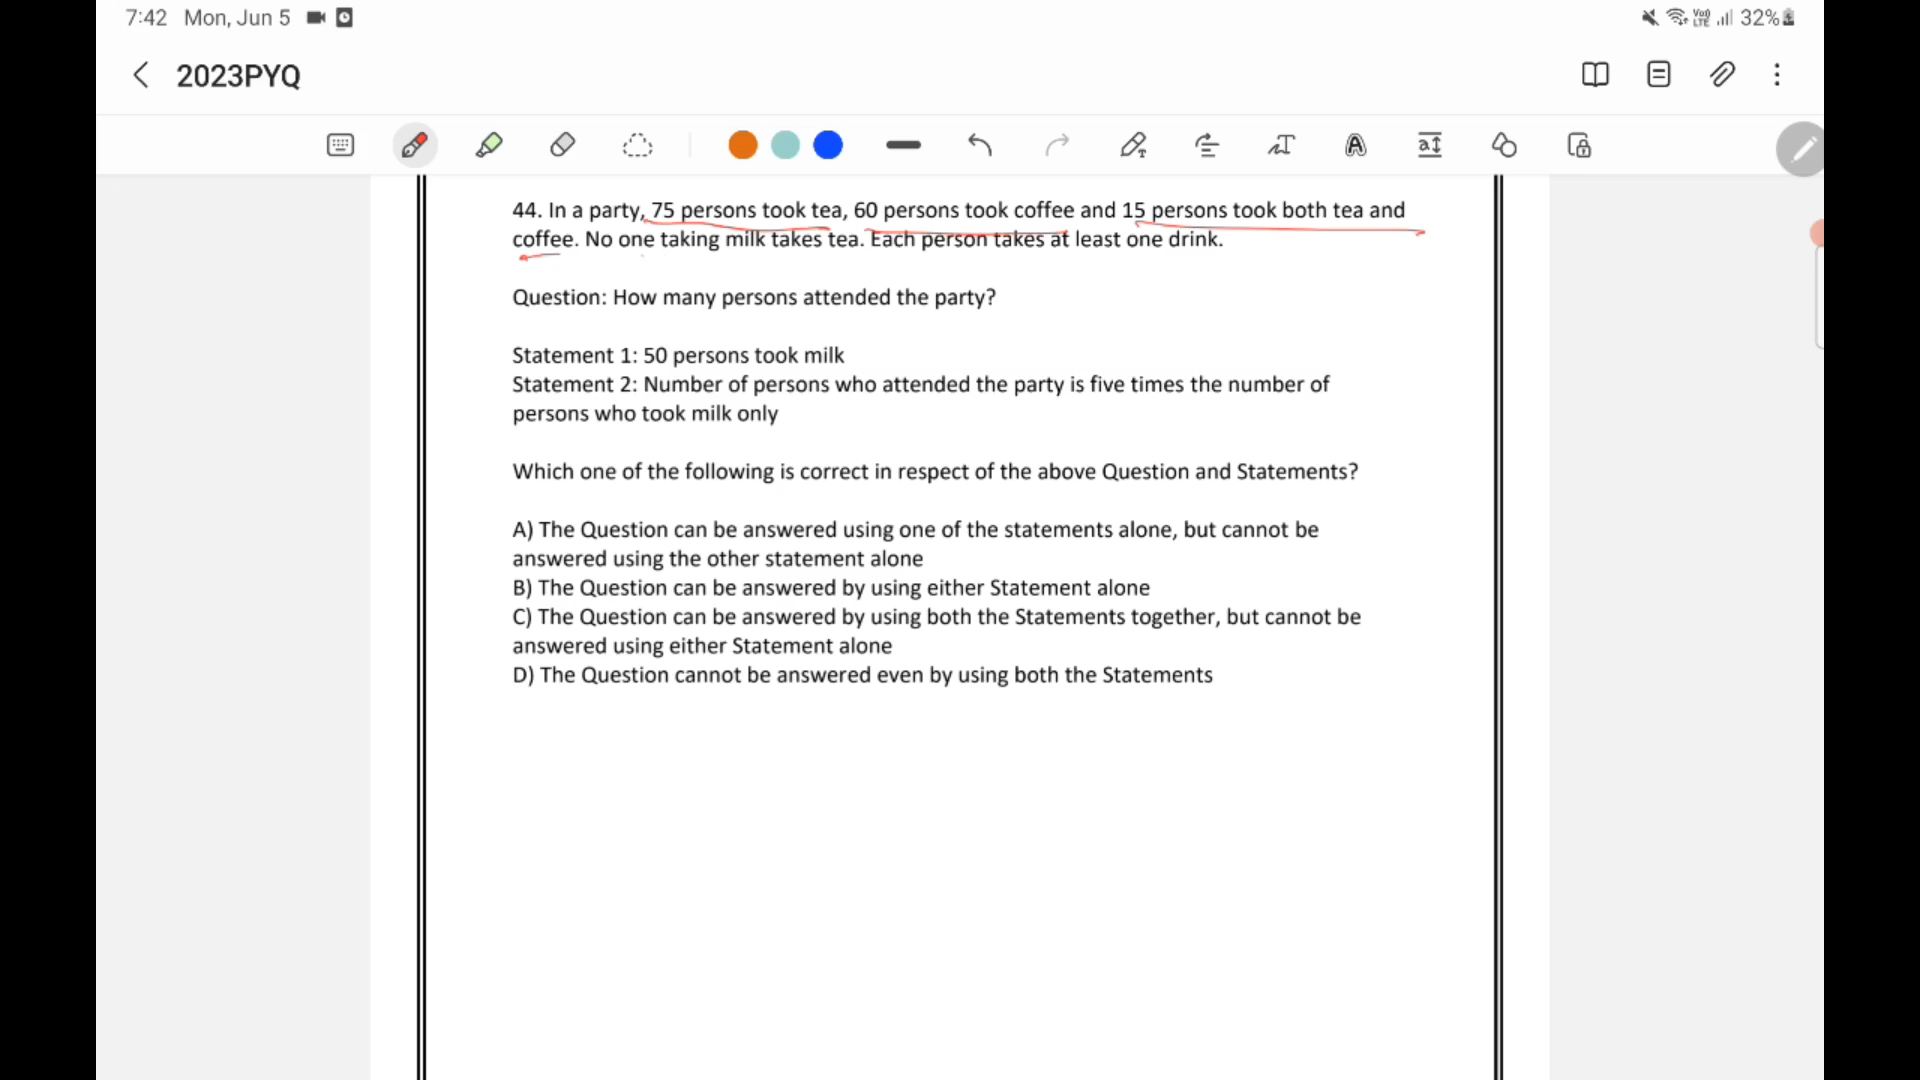 7:42 Mon, Jun 5
32%
2023PYQ
44. In a party, 75 persons took tea, 60 persons took coffee and 15 persons took both tea and
coffee. No one taking milk takes tea. Each person takes at least one drink.
Question: How many persons attended the party?
Statement 1: 50 persons took milk
Statement 2: Number of persons who attended the party is five times the number of
persons who took milk only
Which one of the following is correct in respect of the above Question and Statements?
A) The Question can be answered using one of the statements alone, but cannot be
answered using the other statement alone
B) The Question can be answered by using either Statement alone
C) The Question can be answered by using both the Statements together, but cannot be
answered using either Statement alone
D) The Question cannot be answered even by using both the Statements